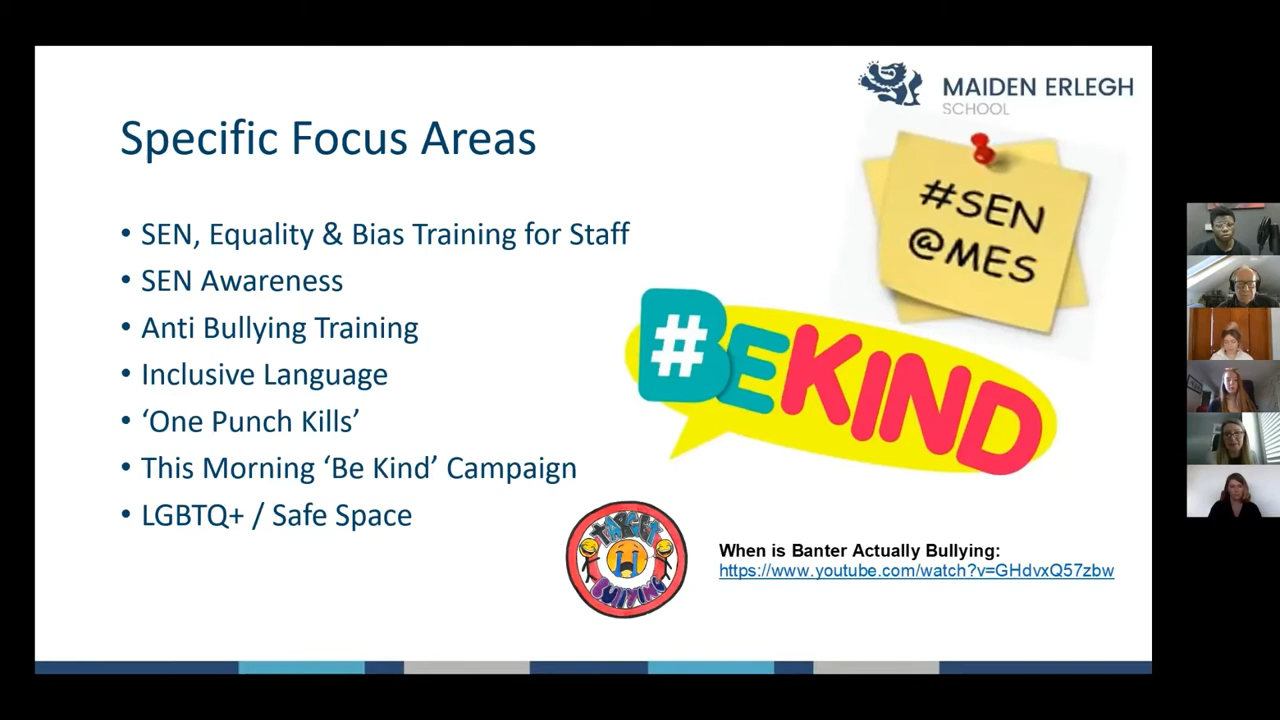 MAIDEN ERLEGH
SCHOOL
Specific Focus Areas
#SEN
@MES
• SEN, Equality & Bias Training for Staff
• SEN Awareness
• Anti Bullying Training
• Inclusive Language
• ‘One Punch Kills’
• This Morning ‘Be Kind’ Campaign
• LGBTQ+ / Safe Space
#BEKIND
TARGET
BULLYING
When is Banter Actually Bullying:
https://www.youtube.com/watch?v=GHdvxQ57zbw